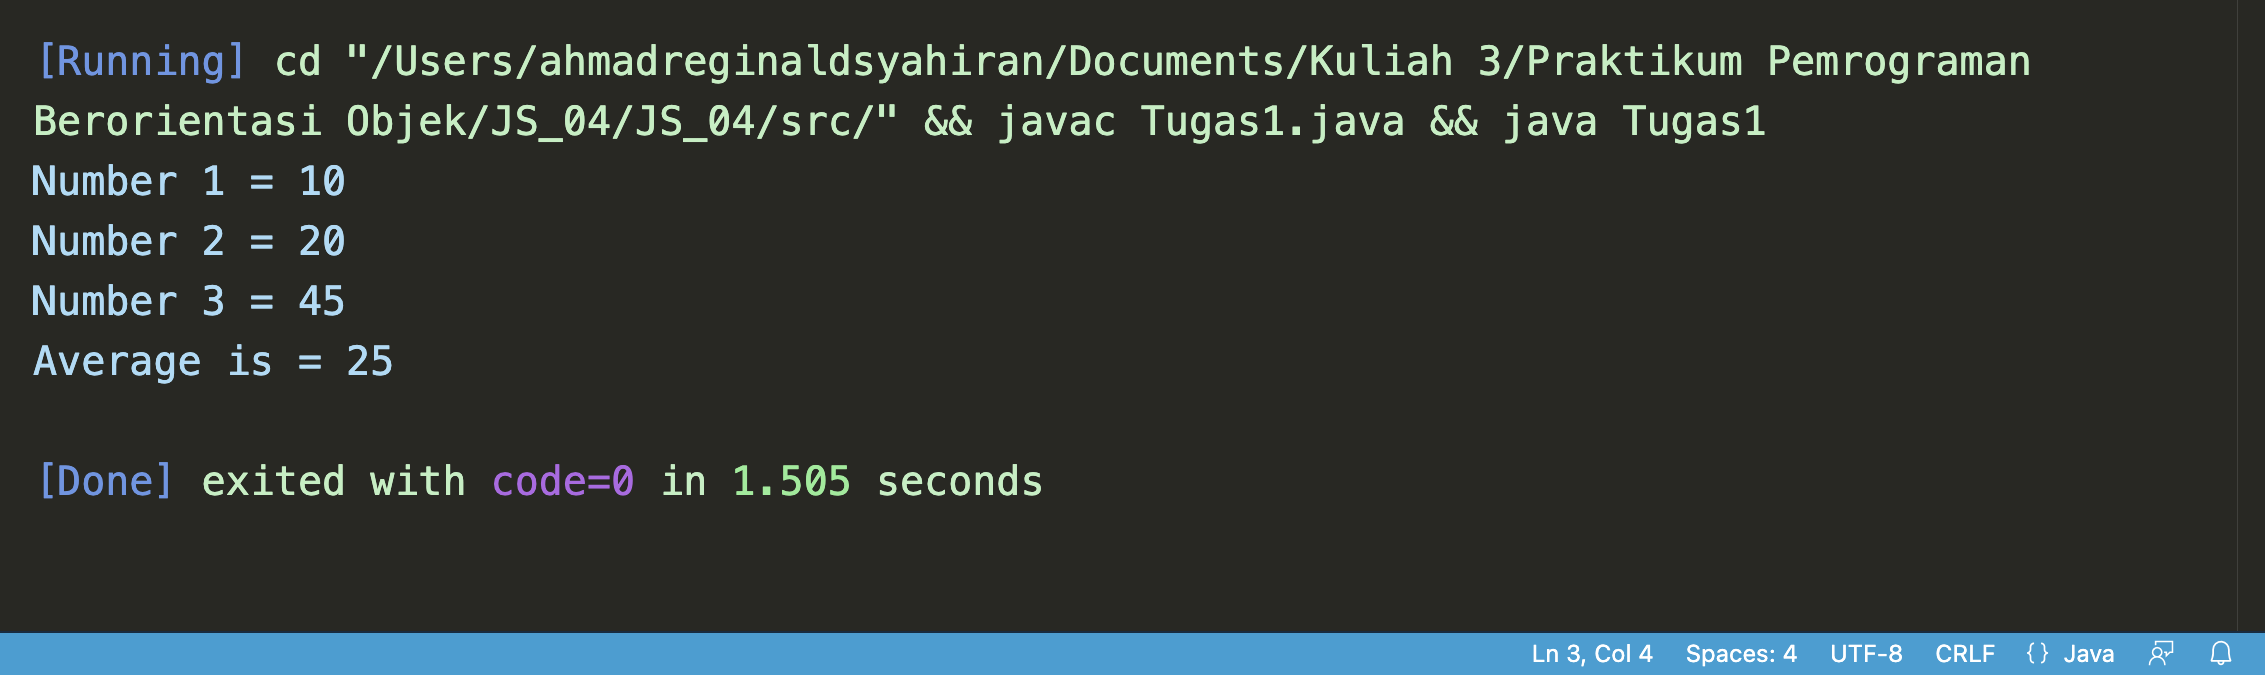 [Running] cd "/Users/ahmadreginaldsyahiran/Documents/Kuliah 3/Praktikum Pemrograman
Berorientasi Objek/JS_04/JS_04/src/" && javac Tugas1.java && java Tugas1
Number 1 = 10
Number 2 = 20
Number 3 = 45
Average is = 25
[Done] exited with code=0 in 1.505 seconds
Ln 3, Col 4 Spaces: 4 UTF-8 CRLF {} Java